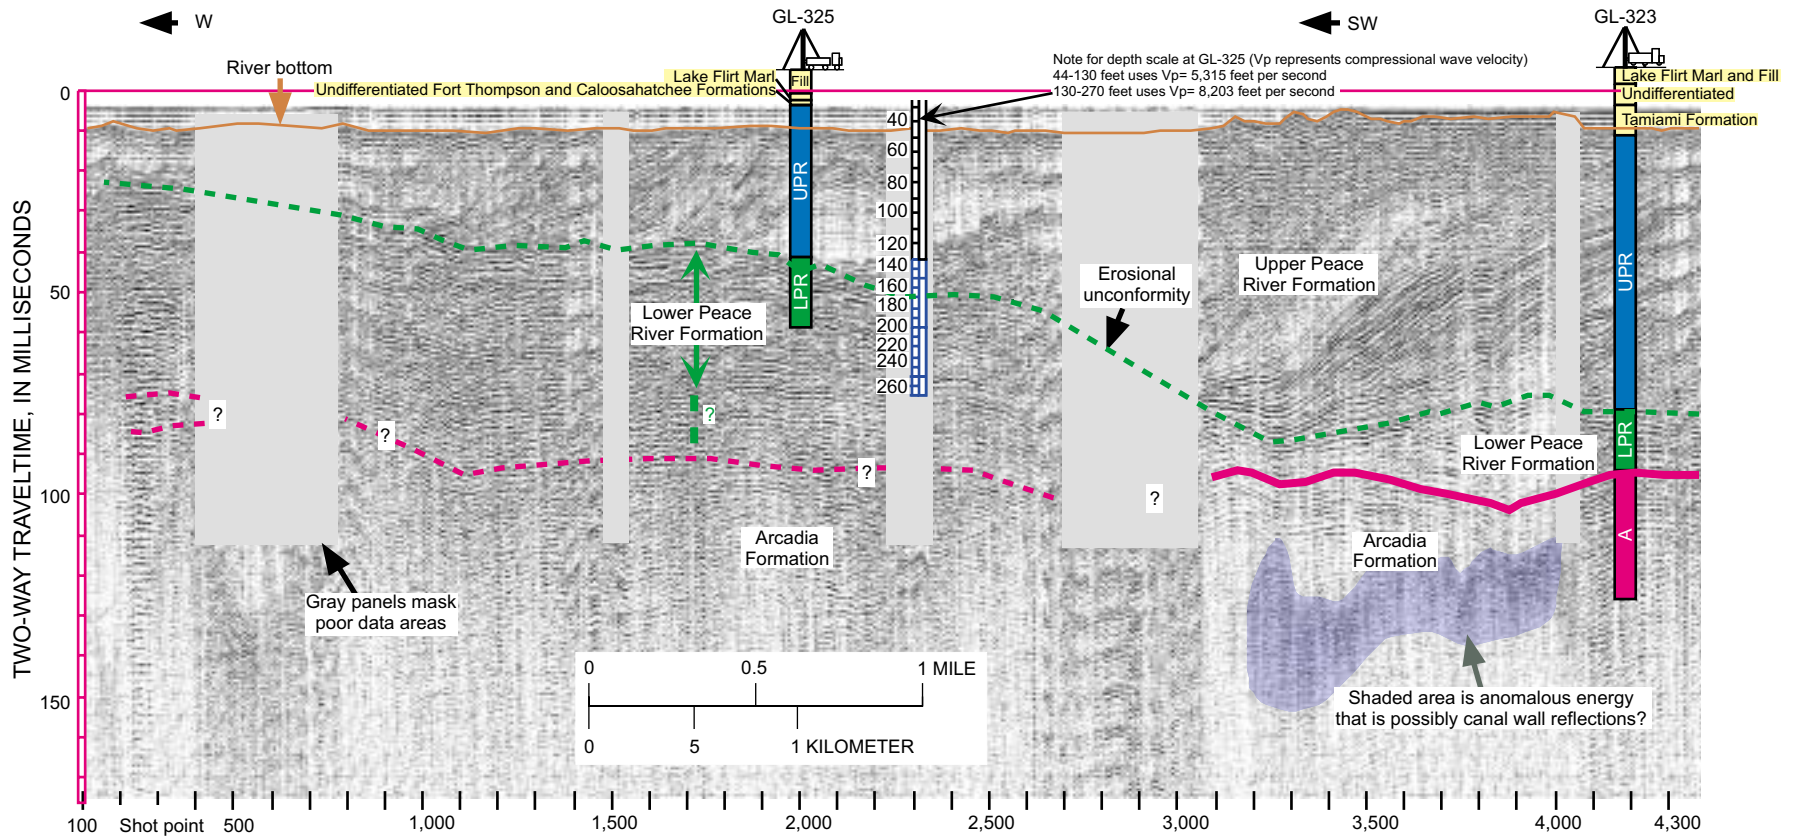 W
GL-325
SW
GL-323
River bottom
Lake Flirt Marl
Undifferentiated Fort Thompson and Caloosahatchee Formations
Fill
Note for depth scale at GL-325 (Vp represents compressional wave velocity)
44-130 feet uses Vp= 5,315 feet per second
130-270 feet uses Vp= 8,203 feet per second
Lake Flirt Marl and Fill
Undifferentiated
Tamiami Formation
TWO-WAY TRAVELTIME, IN MILLISECONDS
0
50
100
150
40
60
80
100
120
140
160
180
200
220
240
260
UPR
LPR
UPR
LPR
A
Upper Peace
River Formation
Erosional
unconformity
Lower Peace
River Formation
?
?
?
?
?
Lower Peace
River Formation
Arcadia
Formation
Arcadia
Formation
Gray panels mask
poor data areas
0
0.5
1 MILE
0
5
1 KILOMETER
Shaded area is anomalous energy
that is possibly canal wall reflections?
100
Shot point
500
1,000
1,500
2,000
2,500
3,000
3,500
4,000
4,300